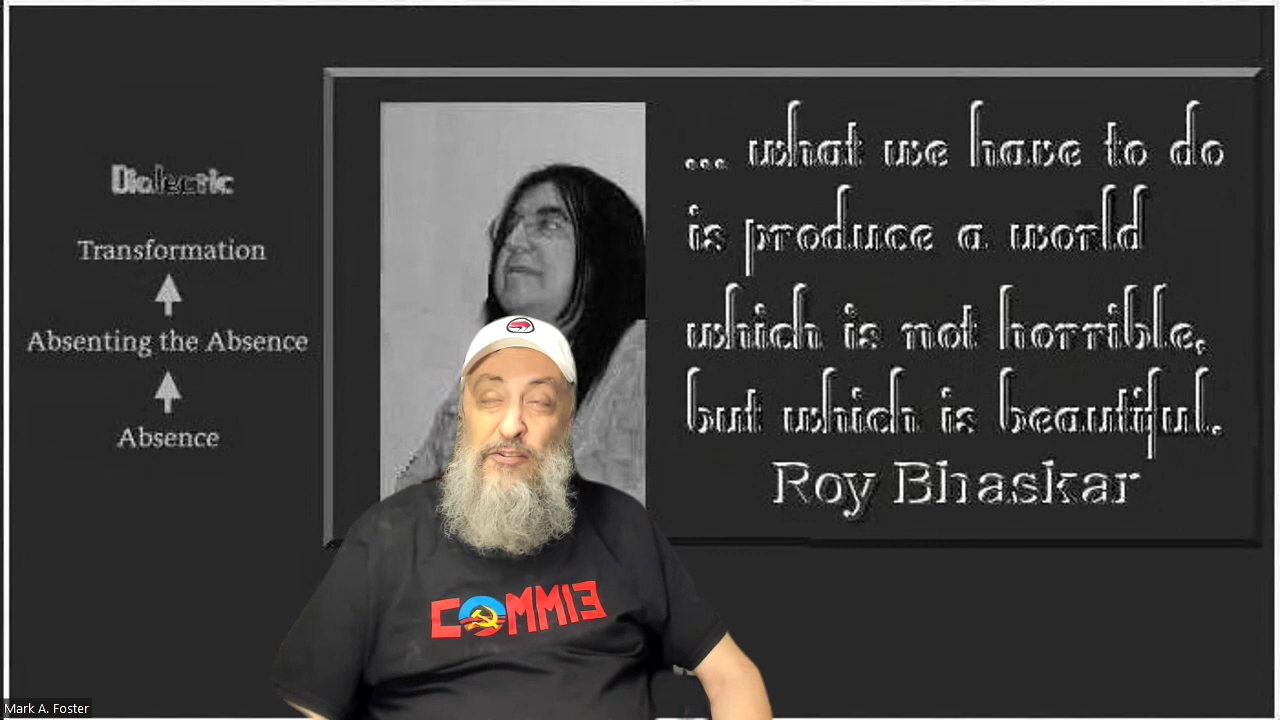 Dialectic
Transformation
Absenting the Absence
Absence
... what we have to do
is produce a world
which is not horrible,
but which is beautiful.
Roy Bhaskar
COMMIE
Mark A. Foster